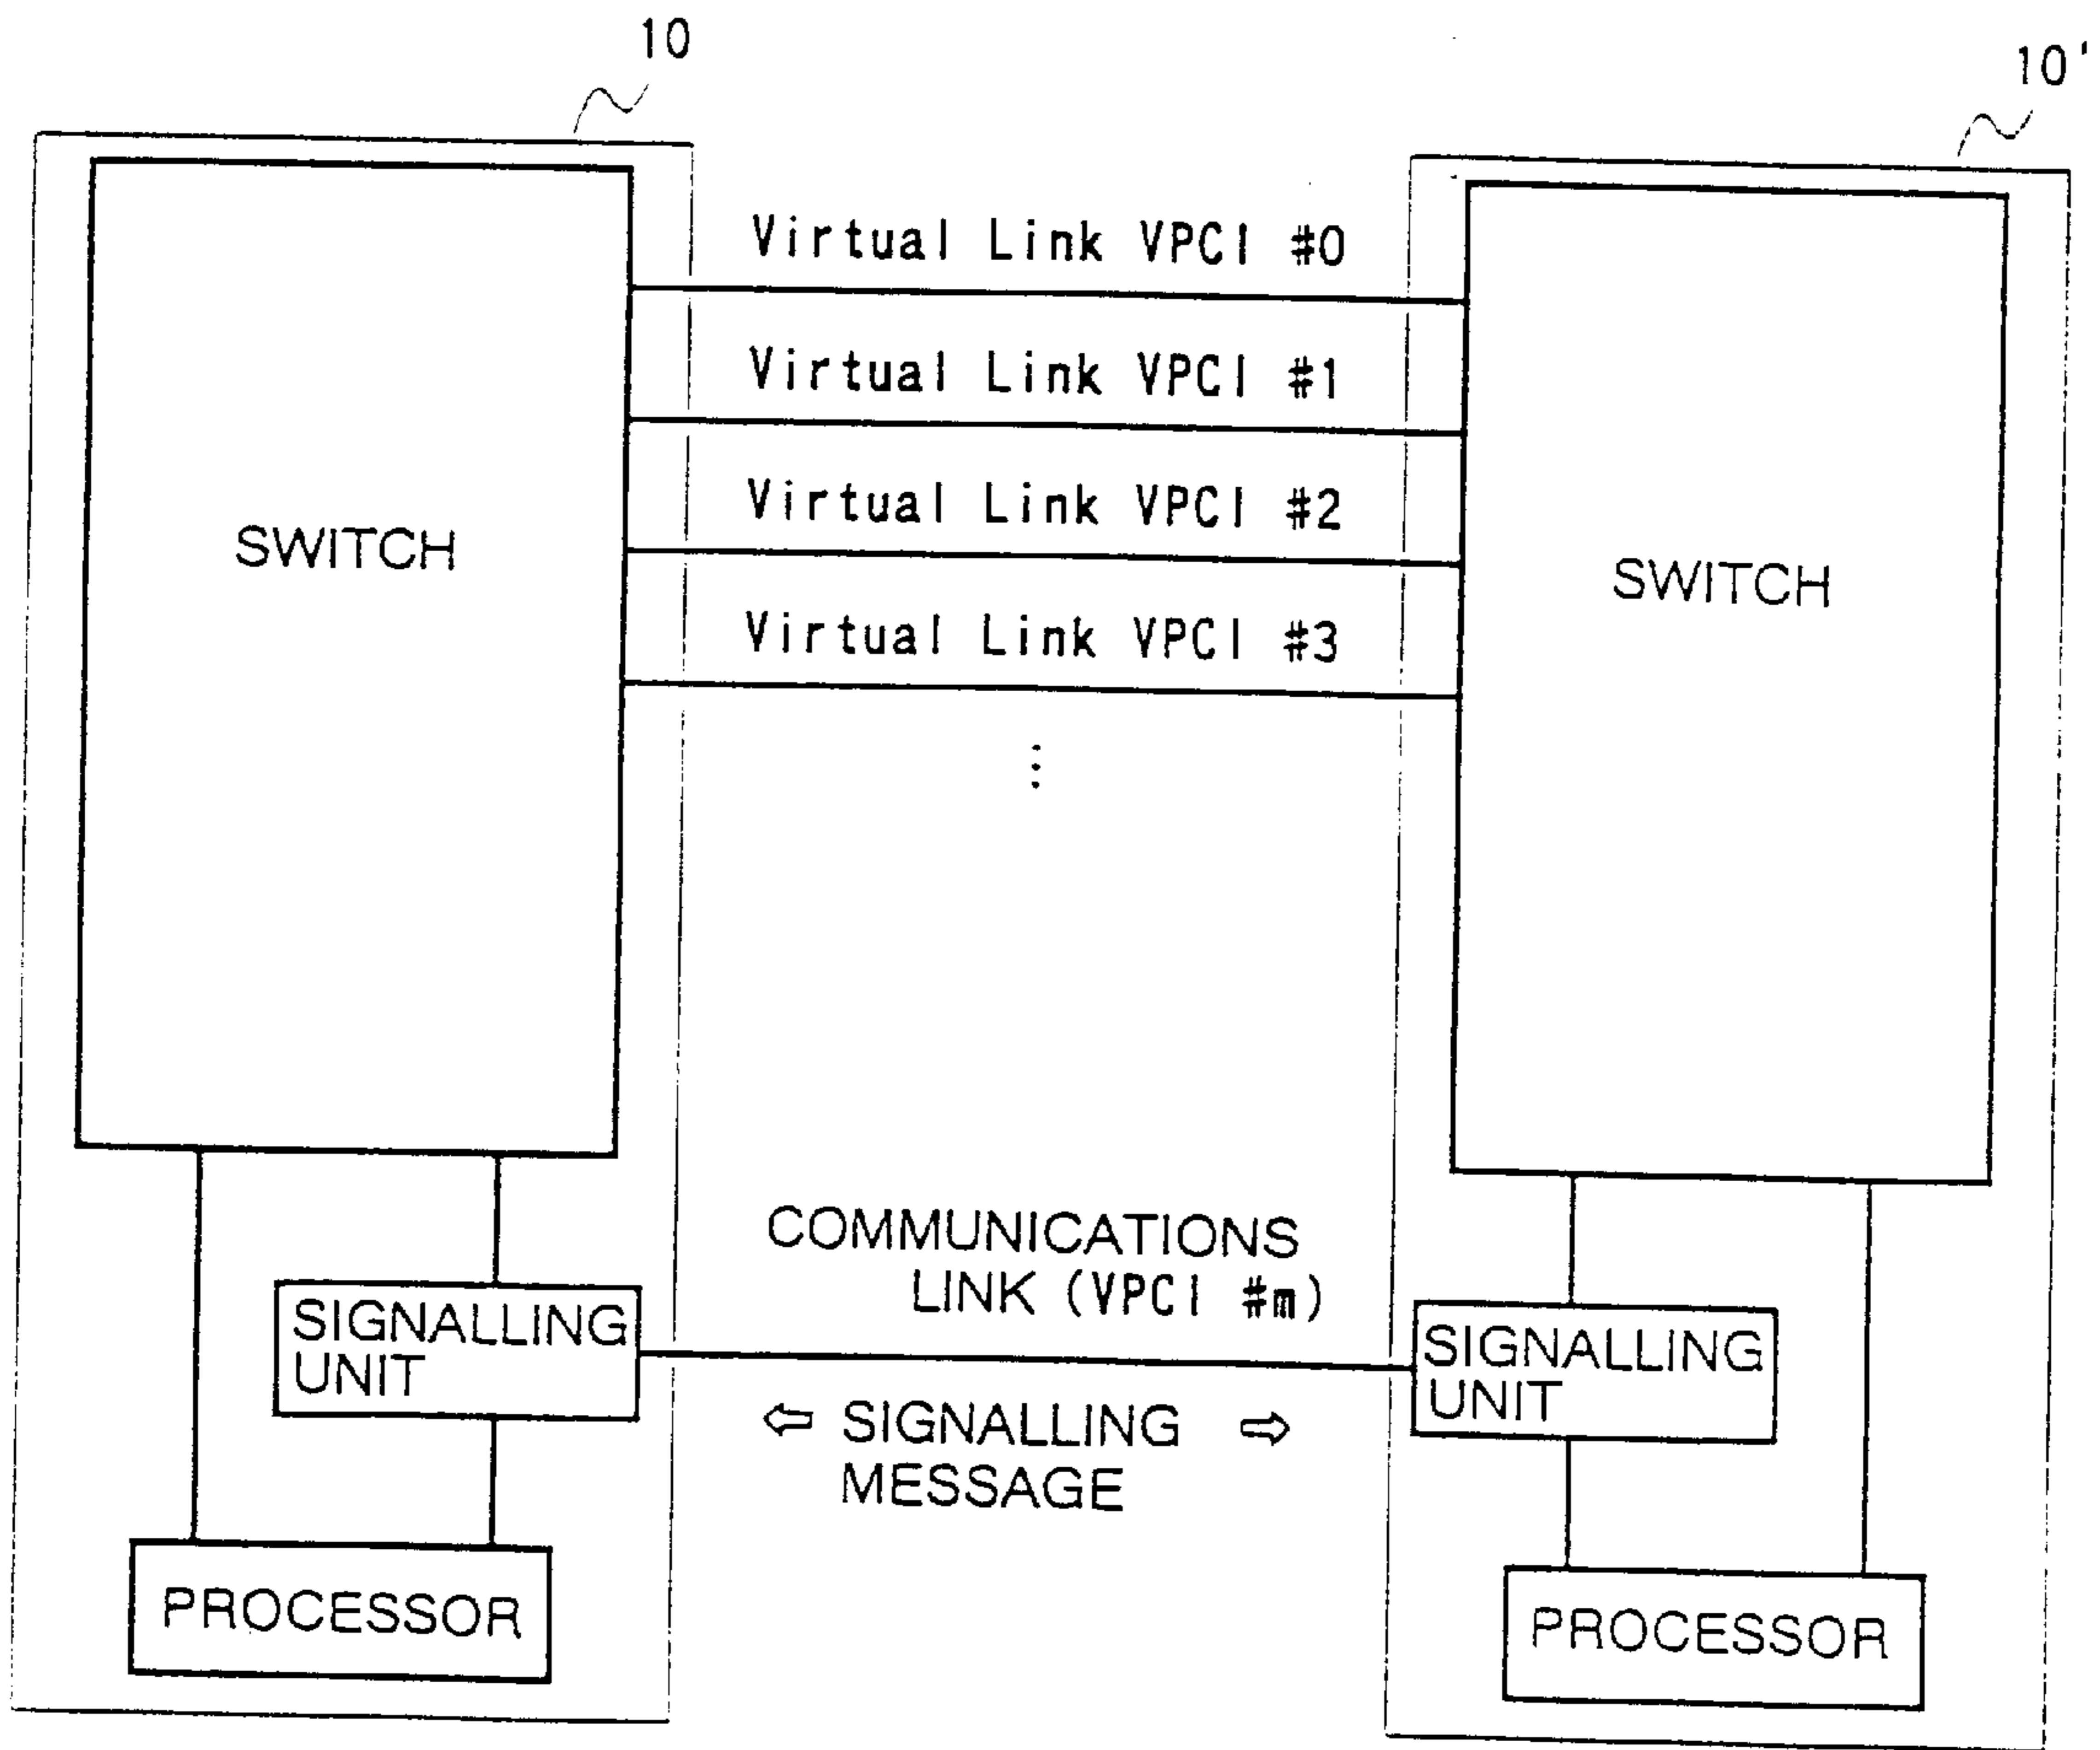 10
10'
Virtual Link VPCI #0
Virtual Link VPCI #1
Virtual Link VPCI #2
Virtual Link VPCI #3
SWITCH
SWITCH
COMMUNICATIONS
LINK (VPCI #m)
SIGNALLING
UNIT
SIGNALLING
UNIT
⇦ SIGNALLING ⇨
MESSAGE
PROCESSOR
PROCESSOR